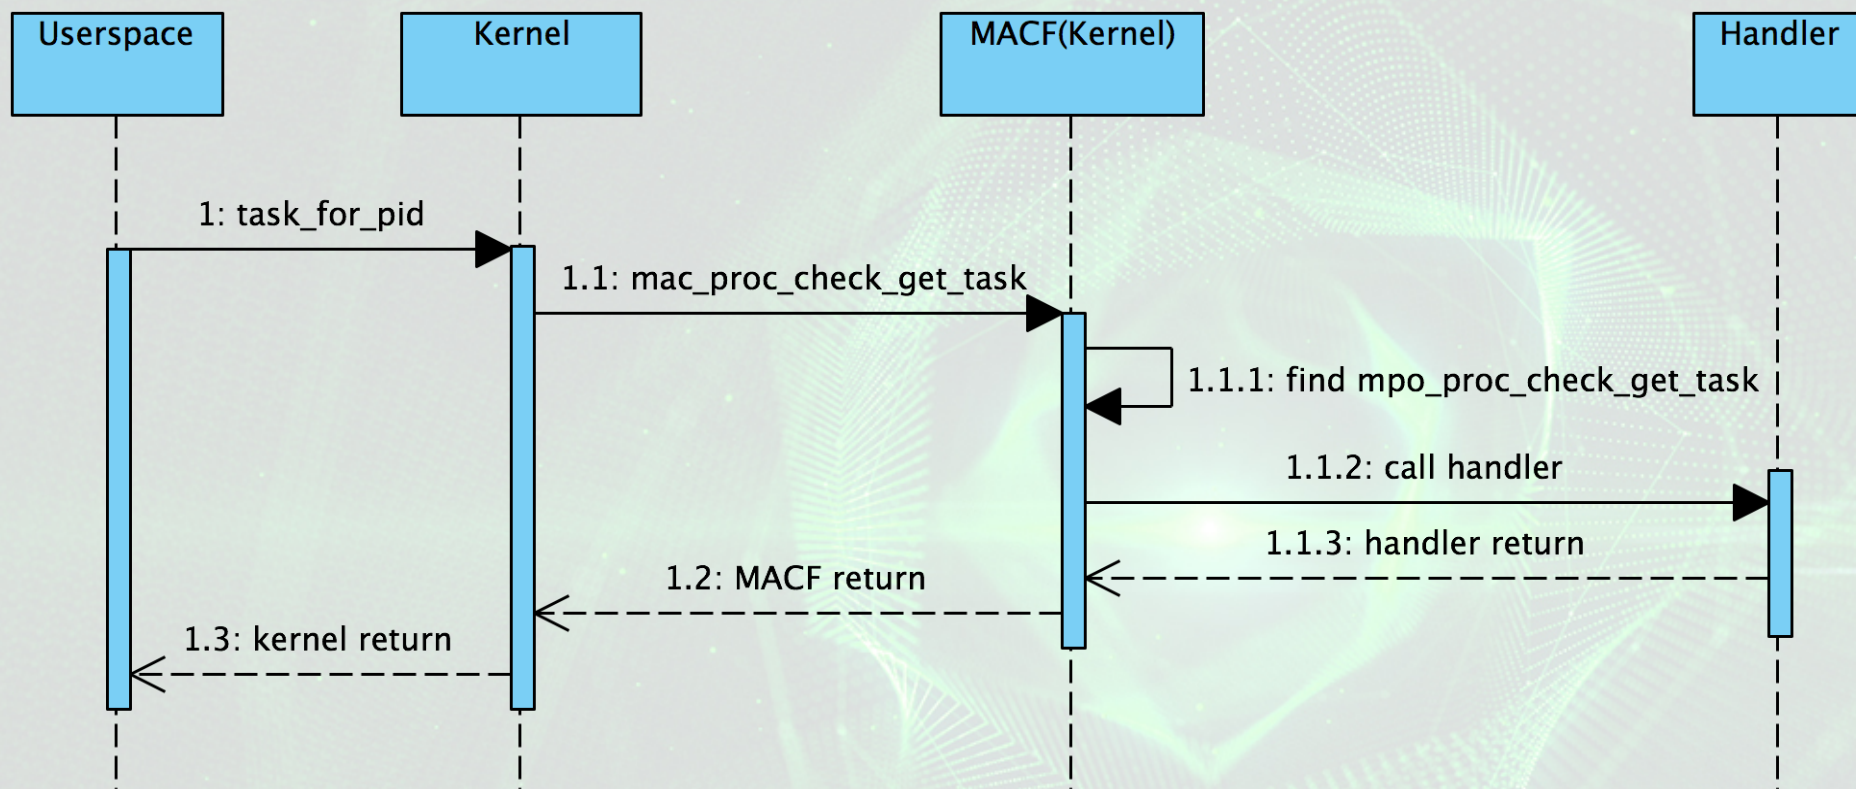 Userspace
Kernel
MACF(Kernel)
Handler
1: task_for_pid
1.1: mac_proc_check_get_task
1.1.1: find mpo_proc_check_get_task
1.1.2: call handler
1.1.3: handler return
1.2: MACF return
1.3: kernel return